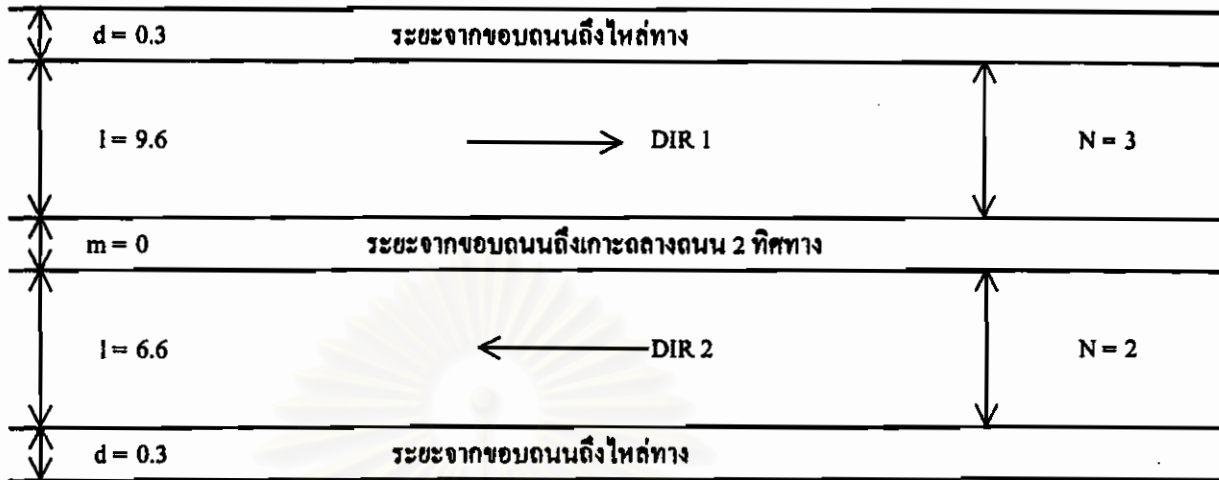 d = 0.3 ระยะจากขอบถนนถึงไหล่ทาง
l = 9.6 DIR 1 N = 3
m = 0 ระยะจากขอบถนนถึงเกาะกลางถนน 2 ทิศทาง
l = 6.6 DIR 2 N = 2
d = 0.3 ระยะจากขอบถนนถึงไหล่ทาง